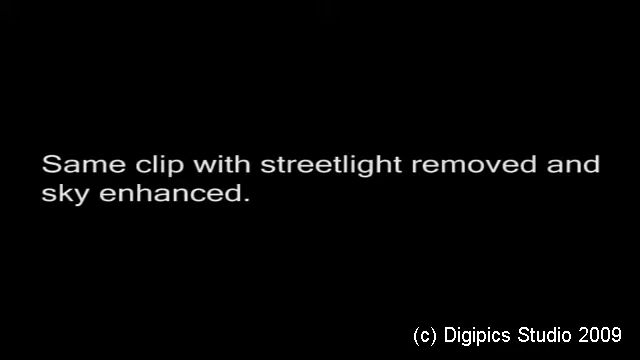 Same clip with streetlight removed and
sky enhanced.
(c) Digipics Studio 2009